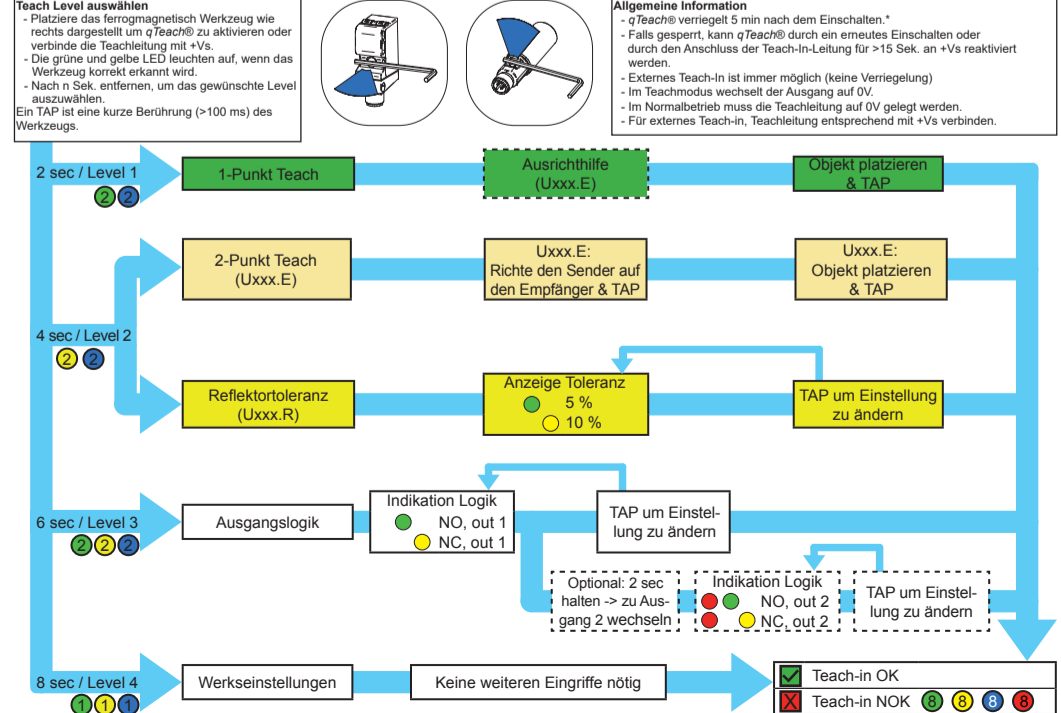 Teach Level auswählen
- Platziere das ferrogmagnetisch Werkzeug wie
rechts dargestellt um qTeach® zu aktivieren oder
verbinde die Teachleitung mit +Vs.
- Die grüne und gelbe LED leuchten auf, wenn das
Werkzeug korrekt erkannt wird.
- Nach n Sek. entfernen, um das gewünschte Level
auszuwählen.
Ein TAP ist eine kurze Berührung (>100 ms) des
Werkzeugs.
Allgemeine Information
- qTeach® verriegelt 5 min nach dem Einschalten.*
- Falls gesperrt, kann qTeach® durch ein erneutes Einschalten oder
durch den Anschluss der Teach-In-Leitung für >15 Sek. an +Vs reaktiviert
werden.
- Externes Teach-In ist immer möglich (keine Verriegelung)
- Im Teachmodus wechselt der Ausgang auf 0V.
- Im Normalbetrieb muss die Teachleitung auf 0V gelegt werden.
- Für externes Teach-in, Teachleitung entsprechend mit +Vs verbinden.
2 sec / Level 1
2 2
1-Punkt Teach
Ausrichthilfe
(Uxxx.E)
Objekt platzieren
& TAP
4 sec / Level 2
2 2
2-Punkt Teach
(Uxxx.E)
Uxxx.E:
Richte den Sender auf
den Empfänger & TAP
Uxxx.E:
Objekt platzieren
& TAP
Reflektortoleranz
(Uxxx.R)
Anzeige Toleranz
5 %
10 %
TAP um Einstellung
zu ändern
6 sec / Level 3
2 2 2
Ausgangslogik
Indikation Logik
NO, out 1
NC, out 1
TAP um Einstel-
lung zu ändern
Optional: 2 sec
halten -> zu Aus-
gang 2 wechseln
Indikation Logik
NO, out 2
NC, out 2
TAP um Einstel-
lung zu ändern
8 sec / Level 4
1 1 1
Werkseinstellungen
Keine weiteren Eingriffe nötig
Teach-in OK
Teach-in NOK 8 8 8 8